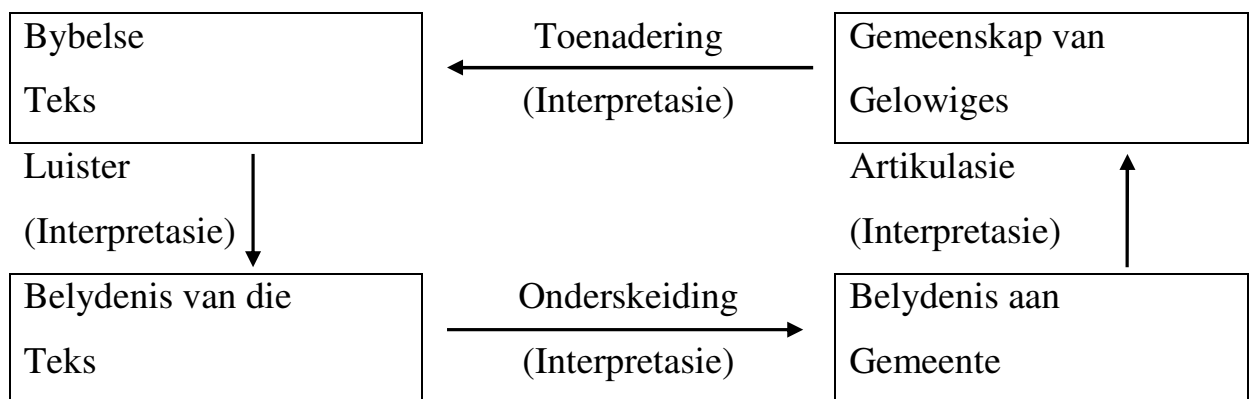 Bybelse
Teks
Toenadering
(Interpretasie)
Gemeenskap van
Gelowiges
Luister
(Interpretasie)
Artikulasie
(Interpretasie)
Belydenis van die
Teks
Onderskeiding
(Interpretasie)
Belydenis aan
Gemeente